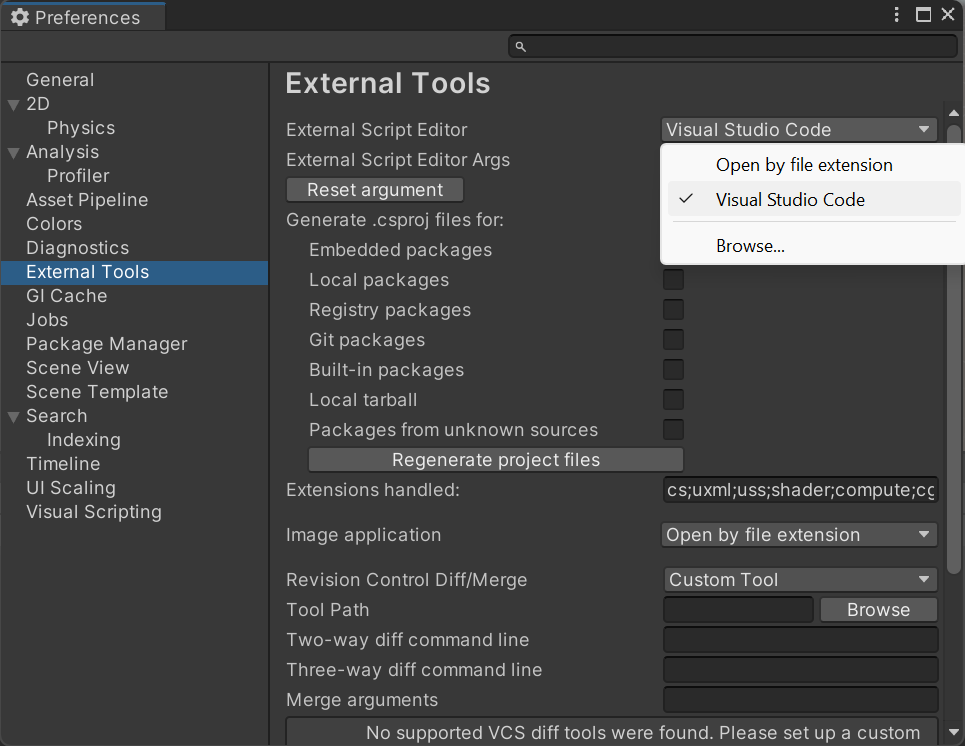 Preferences
General
2D
Physics
Analysis
Profiler
Asset Pipeline
Colors
Diagnostics
External Tools
GI Cache
Jobs
Package Manager
Scene View
Scene Template
Search
Indexing
Timeline
UI Scaling
Visual Scripting
External Tools
External Script Editor
Visual Studio Code
Open by file extension
Visual Studio Code
Browse...
External Script Editor Args
Reset argument
Generate .csproj files for:
Embedded packages
Local packages
Registry packages
Git packages
Built-in packages
Local tarball
Packages from unknown sources
Regenerate project files
Extensions handled: cs;uxml;uss;shader;compute;cg
Image application Open by file extension
Revision Control Diff/Merge Custom Tool
Tool Path Browse
Two-way diff command line
Three-way diff command line
Merge arguments
No supported VCS diff tools were found. Please set up a custom